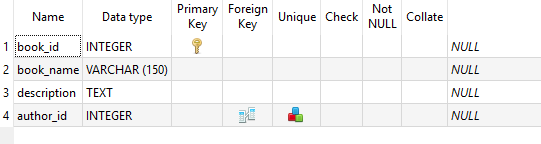 Name Data type Primary Key Foreign Key Unique Check Not NULL Collate
1 book_id INTEGER NULL
2 book_name VARCHAR (150) NULL
3 description TEXT NULL
4 author_id INTEGER NULL